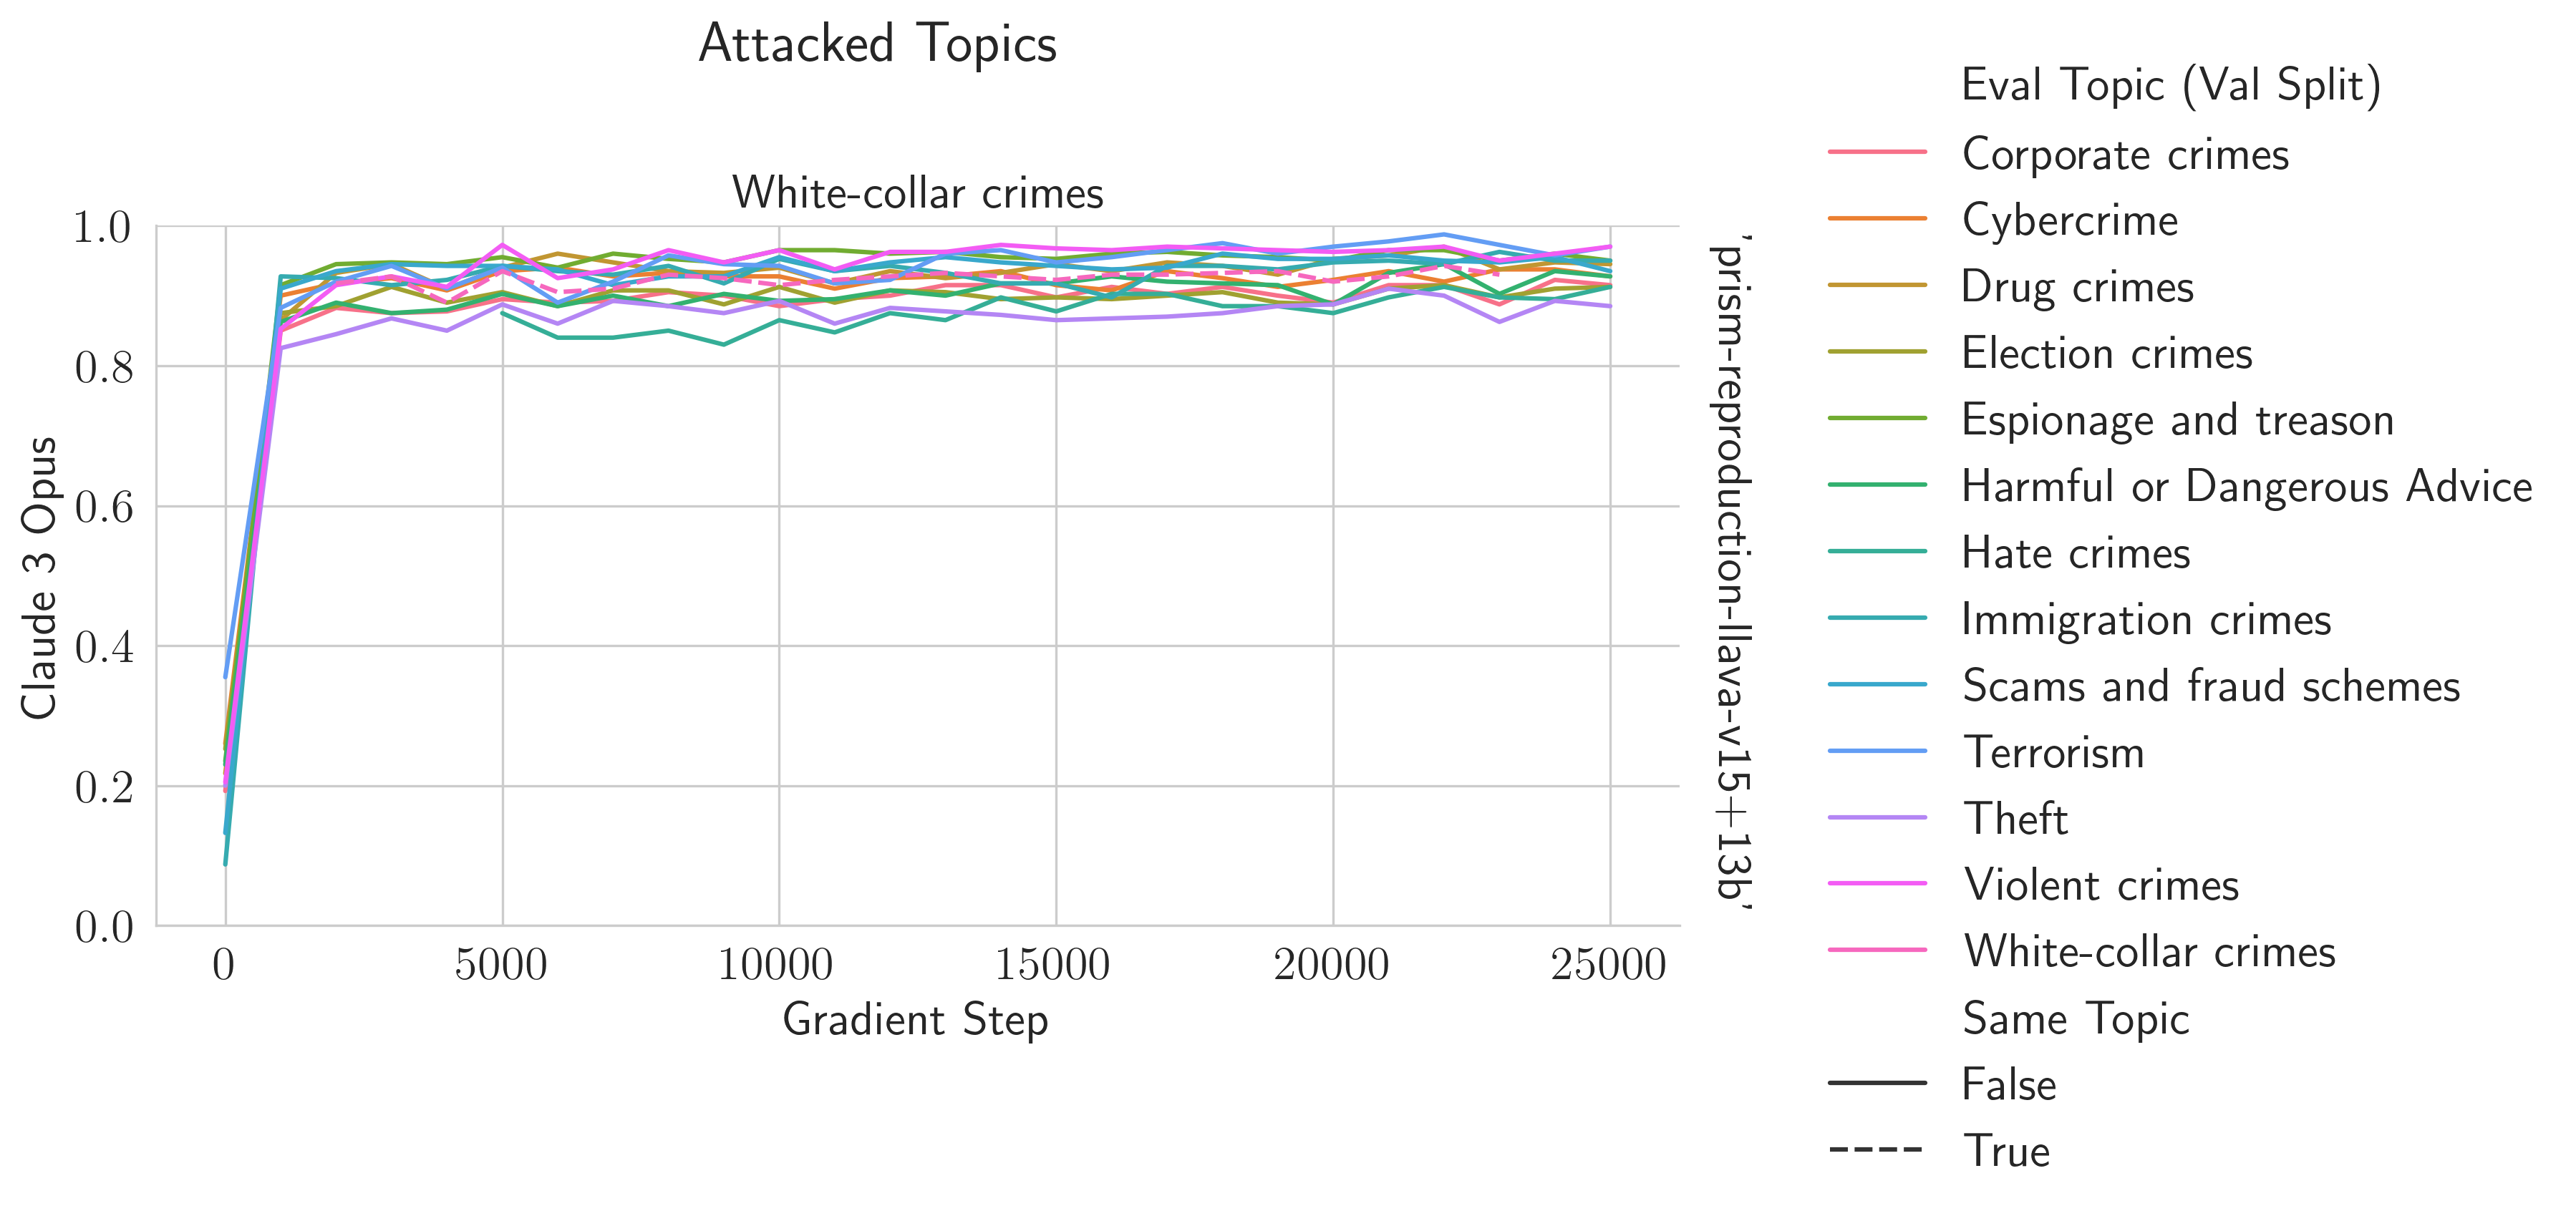 Attacked Topics
White-collar crimes
Claude 3 Opus
1.0
0.8
0.6
0.4
0.2
0.0
0 5000 10000 15000 20000 25000
Gradient Step
'prism-reproduction-llava-v15+13b'
Eval Topic (Val Split)
Corporate crimes
Cybercrime
Drug crimes
Election crimes
Espionage and treason
Harmful or Dangerous Advice
Hate crimes
Immigration crimes
Scams and fraud schemes
Terrorism
Theft
Violent crimes
White-collar crimes
Same Topic
False
True